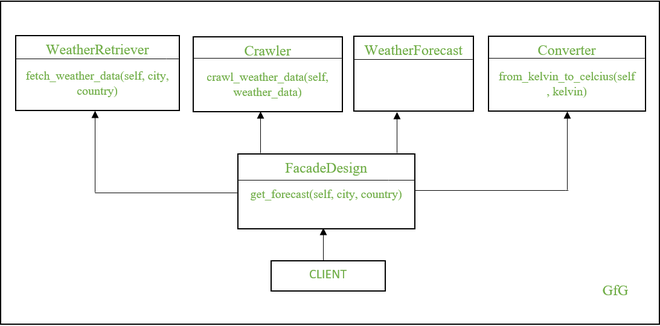 WeatherRetriever
fetch_weather_data(self, city,
country)
Crawler
crawl_weather_data(self,
weather_data)
WeatherForecast
Converter
from_kelvin_to_celcius(self
, kelvin)
FacadeDesign
get_forecast(self, city, country)
CLIENT
GfG